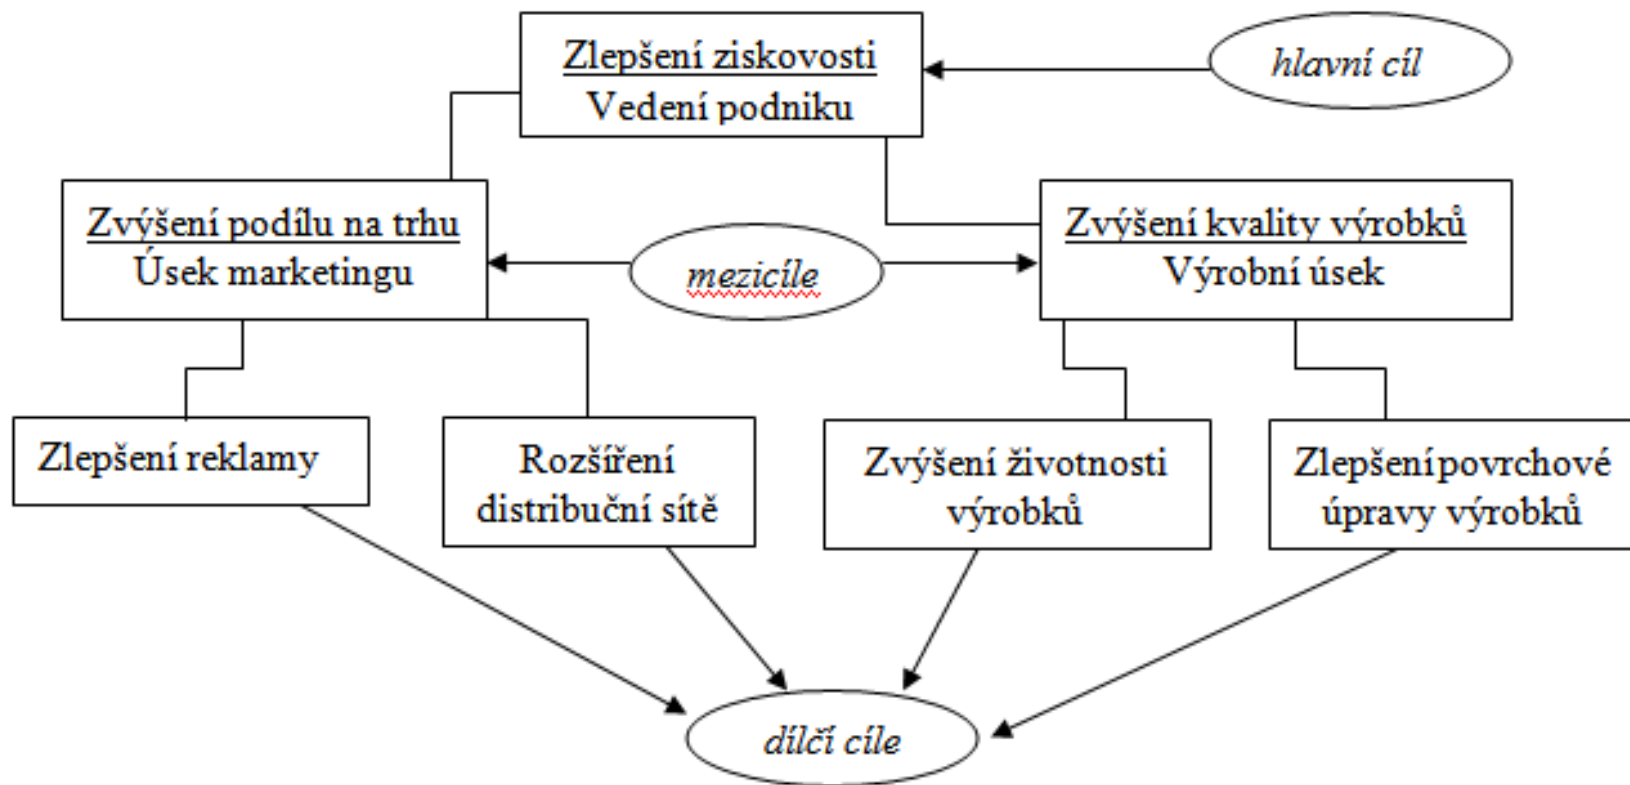 Zlepšení ziskovosti
Vedení podniku
hlavní cíl
Zvýšení podílu na trhu
Úsek marketingu
mezicíle
Zvýšení kvality výrobků
Výrobní úsek
Zlepšení reklamy
Rozšíření
distribuční sítě
Zvýšení životnosti
výrobků
Zlepšení povrchové
úpravy výrobků
dílčí cíle